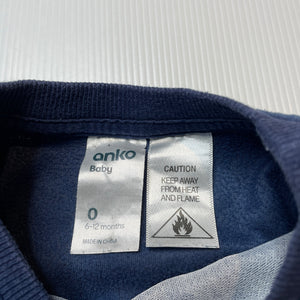 anko
Baby
0
6-12 months
MADE IN CHINA
CAUTION
KEEP AWAY
FROM HEAT
AND FLAME